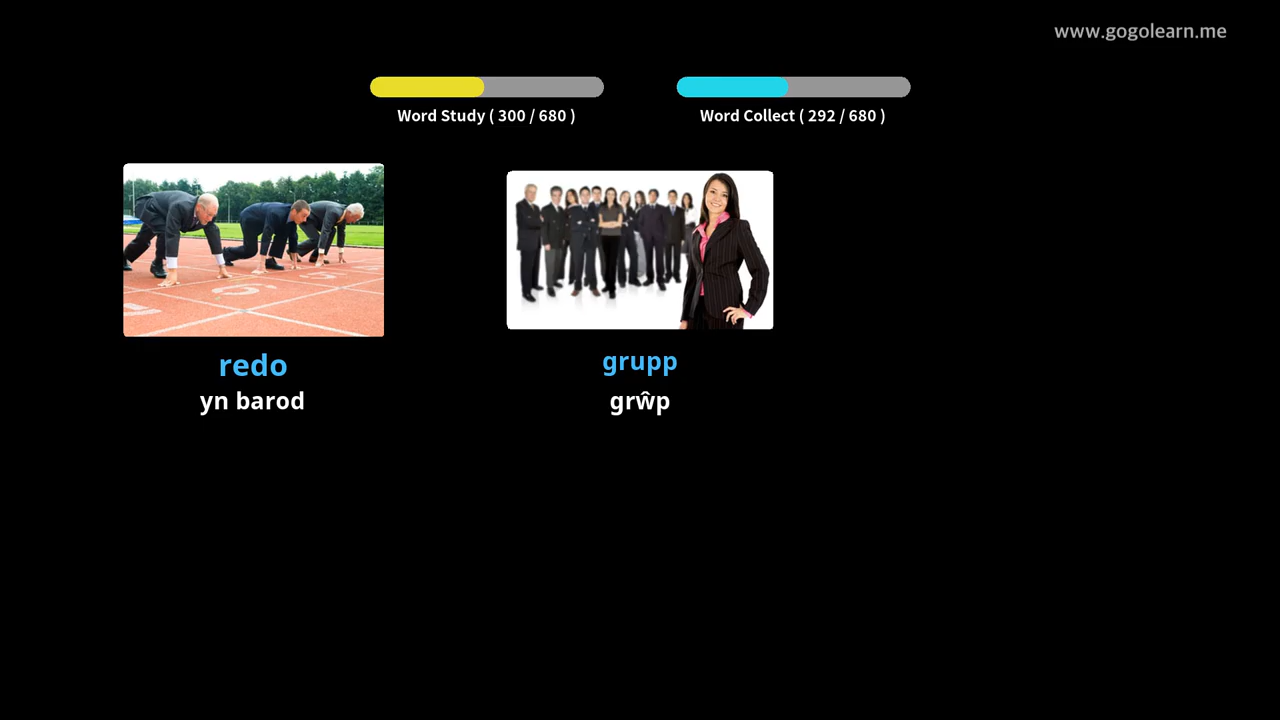 www.gogolearn.me
Word Study ( 300 / 680 )
Word Collect ( 292 / 680 )
redo
yn barod
grupp
grŵp